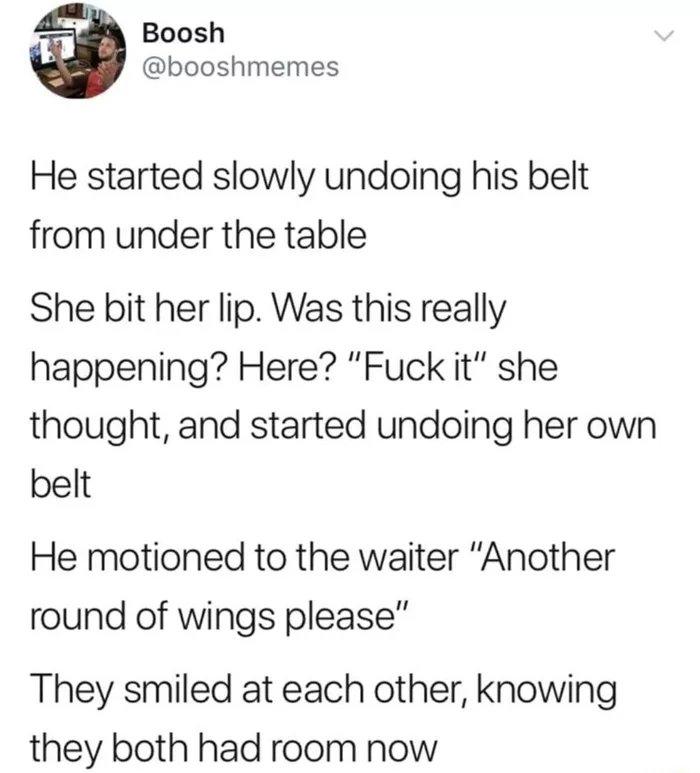 Boosh
@booshmemes
He started slowly undoing his belt
from under the table
She bit her lip. Was this really
happening? Here? "Fuck it" she
thought, and started undoing her own
belt
He motioned to the waiter "Another
round of wings please"
They smiled at each other, knowing
they both had room now